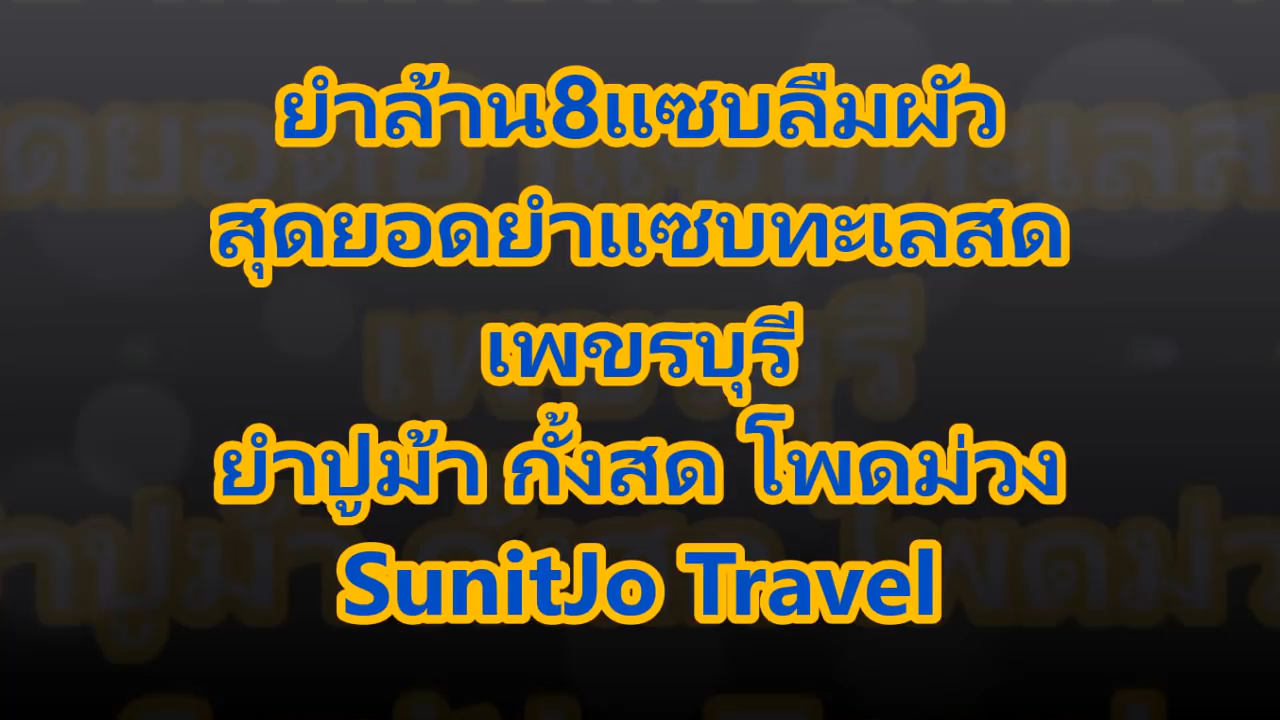 ยำล้าน8แซบลืมผัว
สุดยอดยำแซบทะเลสด
เพขรบุรี
ยำปูม้า กั้งสด โพดม่วง
SunitJo Travel